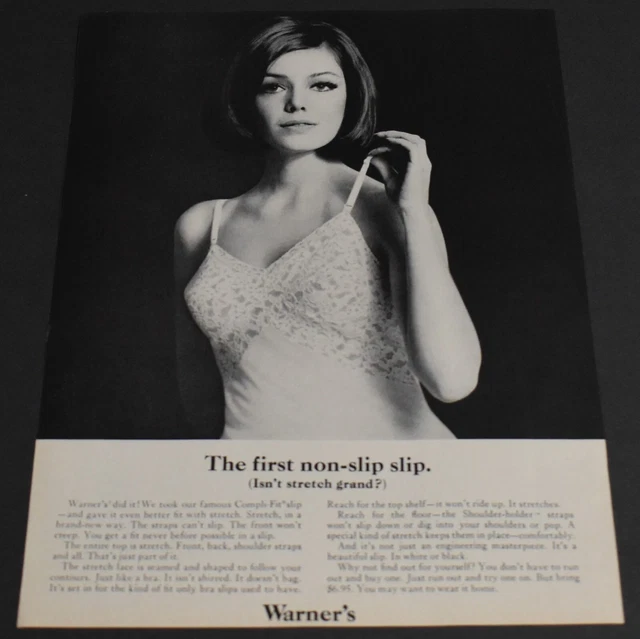 The first non-slip slip.
(Isn't stretch grand?)
Warner's® did it! We took our famous Comple-Fit® slip
—and gave it even better fit with stretch. Stretch, in a
brand-new way. The straps can't slip. The front won't
creep. You get a fit never before possible in a slip.
The entire top is stretch. Front, back, shoulder straps
and all. That's just part of it.
The stretch lace is seamed and shaped to follow your
contours. Just like a bra. It isn't shirred. It doesn't bag.
It's set in for the kind of fit only bra slips used to have.
Reach for the top shelf—it won't ride up. It stretches.
Reach for the floor—the Shoulder-holder™ straps
won't slip down or dig into your shoulders or pop. A
special kind of stretch keeps them in place—comfortably.
And it's not just an engineering masterpiece. It's a
beautiful slip. In white or black.
Why not find out for yourself? You don't have to run
out and buy one. Just run out and try one on. But bring
$6.95. You may want to wear it home.
Warner's